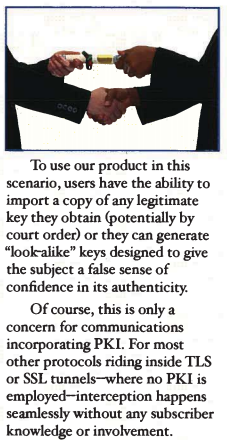 To use our product in this
scenario, users have the ability to
import a copy of any legitimate
key they obtain (potentially by
court order) or they can generate
“look-alike” keys designed to give
the subject a false sense of
confidence in its authenticity.
Of course, this is only a
concern for communications
incorporating PKI. For most
other protocols riding inside TLS
or SSL tunnels—where no PKI is
employed—interception happens
seamlessly without any subscriber
knowledge or involvement.